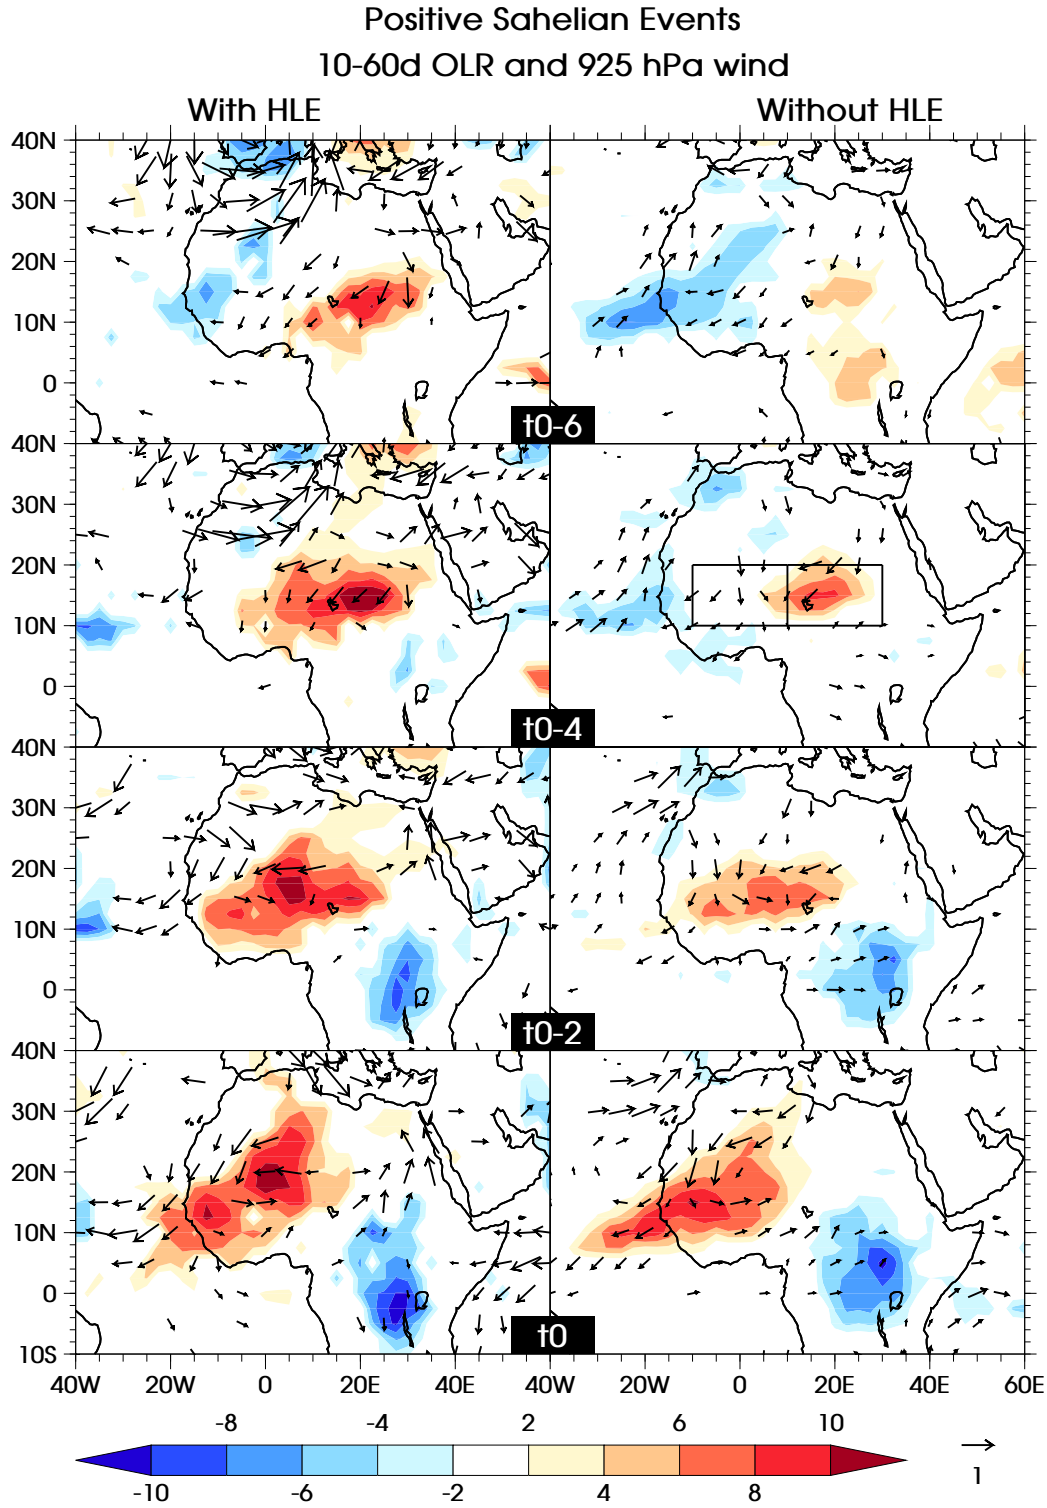 Positive Sahelian Events
10-60d OLR and 925 hPa wind
With HLE
Without HLE
40N
30N
20N
10N
0
t0-6
40N
30N
20N
10N
0
t0-4
40N
30N
20N
10N
0
t0-2
40N
30N
20N
10N
0
10S
t0
40W 20W 0 20E 40E 20W 0 20E 40E 60E
-8 -4 2 6 10
-10 -6 -2 4 8
1